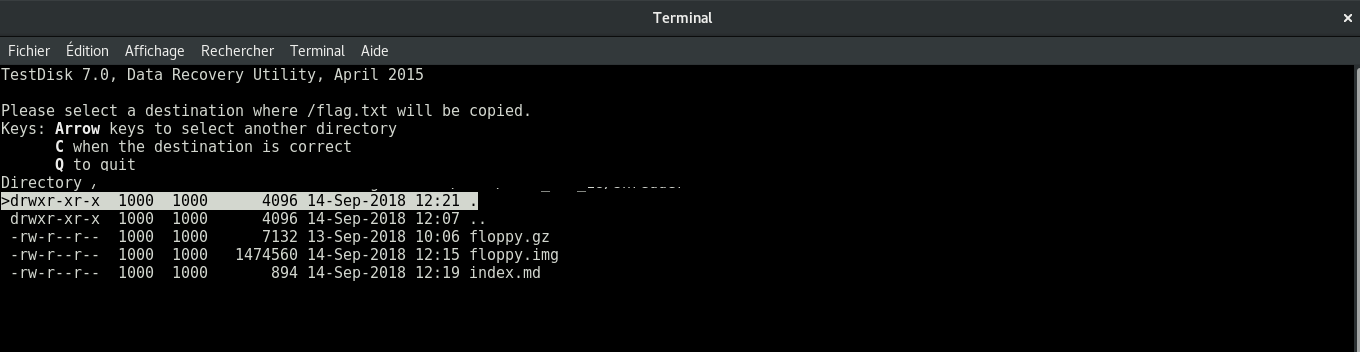 Terminal
Fichier Édition Affichage Rechercher Terminal Aide
TestDisk 7.0, Data Recovery Utility, April 2015
Please select a destination where /flag.txt will be copied.
Keys: Arrow keys to select another directory
C when the destination is correct
Q to quit
Directory /
>drwxr-xr-x 1000 1000 4096 14-Sep-2018 12:21 .
drwxr-xr-x 1000 1000 4096 14-Sep-2018 12:07 ..
-rw-r--r-- 1000 1000 7132 13-Sep-2018 10:06 floppy.gz
-rw-r--r-- 1000 1000 1474560 14-Sep-2018 12:15 floppy.img
-rw-r--r-- 1000 1000 894 14-Sep-2018 12:19 index.md